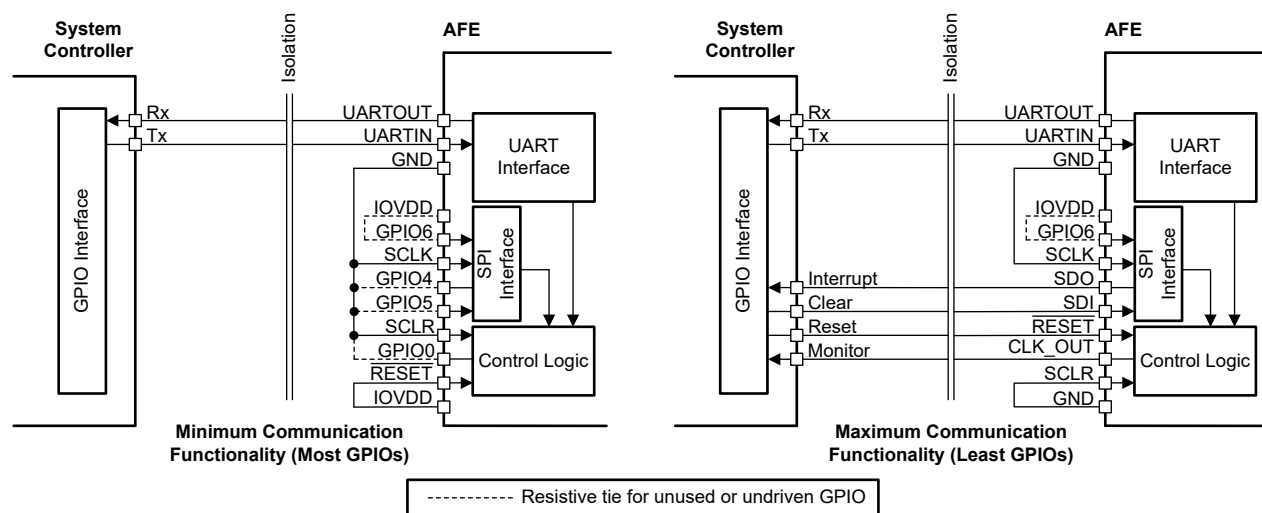 System
Controller
Isolation
AFE
GPIO Interface
Rx
Tx
UARTOUT
UARTIN
GND
IOVDD
GPIO6
SCLK
GPIO4
GPIO5
SCLR
GPIO0
RESET
IOVDD
UART
Interface
SPI
Interface
Control Logic
Minimum Communication
Functionality (Most GPIOs)
System
Controller
Isolation
AFE
GPIO Interface
Rx
Tx
Interrupt
Clear
Reset
Monitor
UARTOUT
UARTIN
GND
IOVDD
GPIO6
SCLK
SDO
SDI
RESET
CLK_OUT
SCLR
GND
UART
Interface
SPI
Interface
Control Logic
Maximum Communication
Functionality (Least GPIOs)
Resistive tie for unused or undriven GPIO